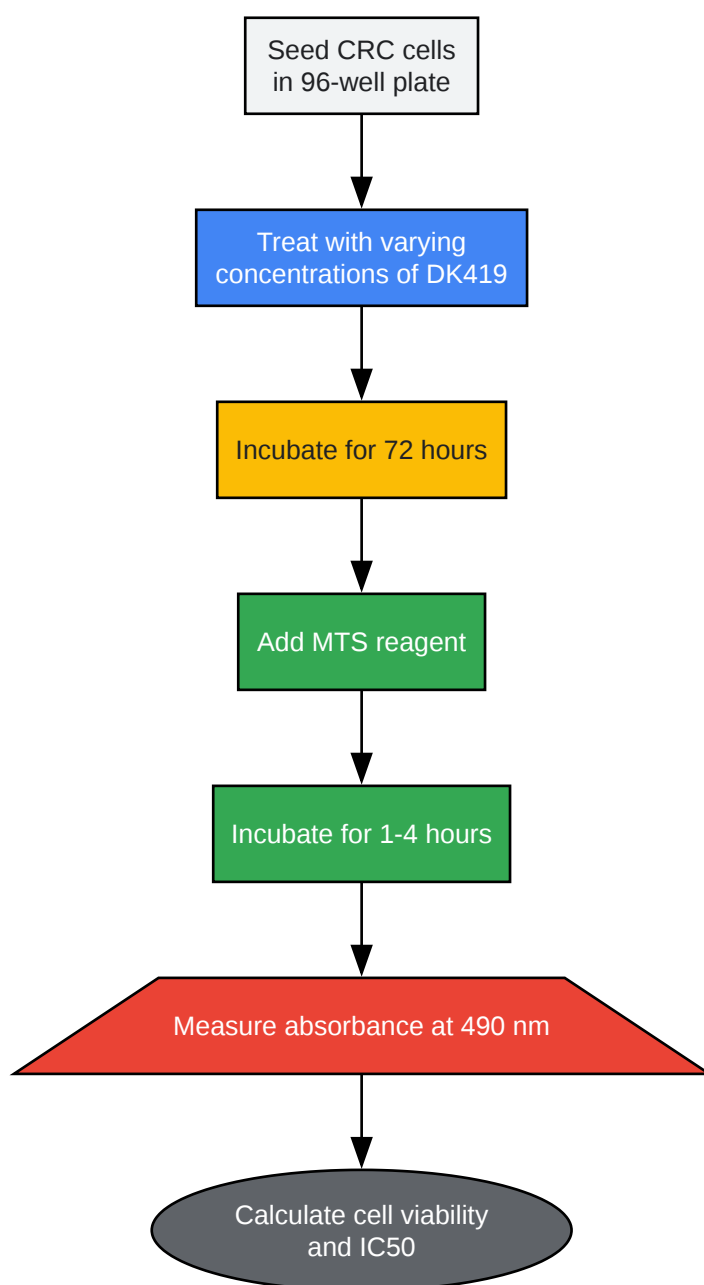 Seed CRC cells
in 96-well plate
Treat with varying
concentrations of DK419
Incubate for 72 hours
Add MTS reagent
Incubate for 1-4 hours
Measure absorbance at 490 nm
Calculate cell viability
and IC50